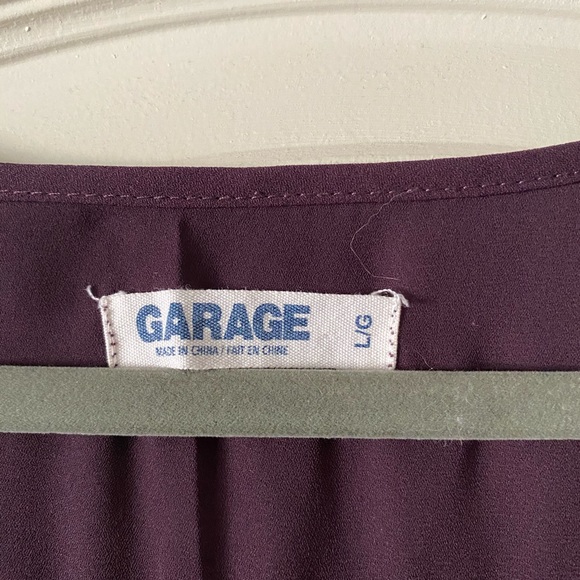 GARAGE
MADE IN CHINA / FAIT EN CHINE
L/G